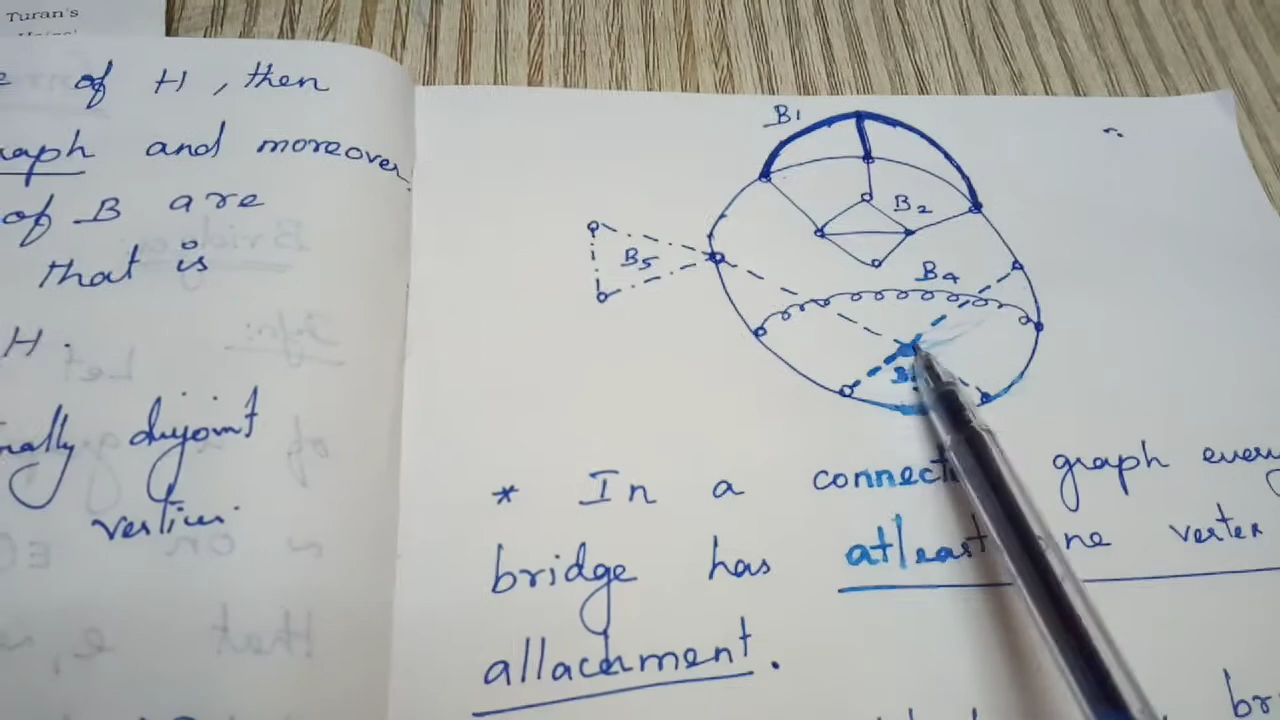 Turan's
of H, then
raph and moreover.
of B are
that is
H.
nally disjoint
vertices.
B1
B2
B5
B4
* In a connect graph every
bridge has atleast one vertex
allachment.